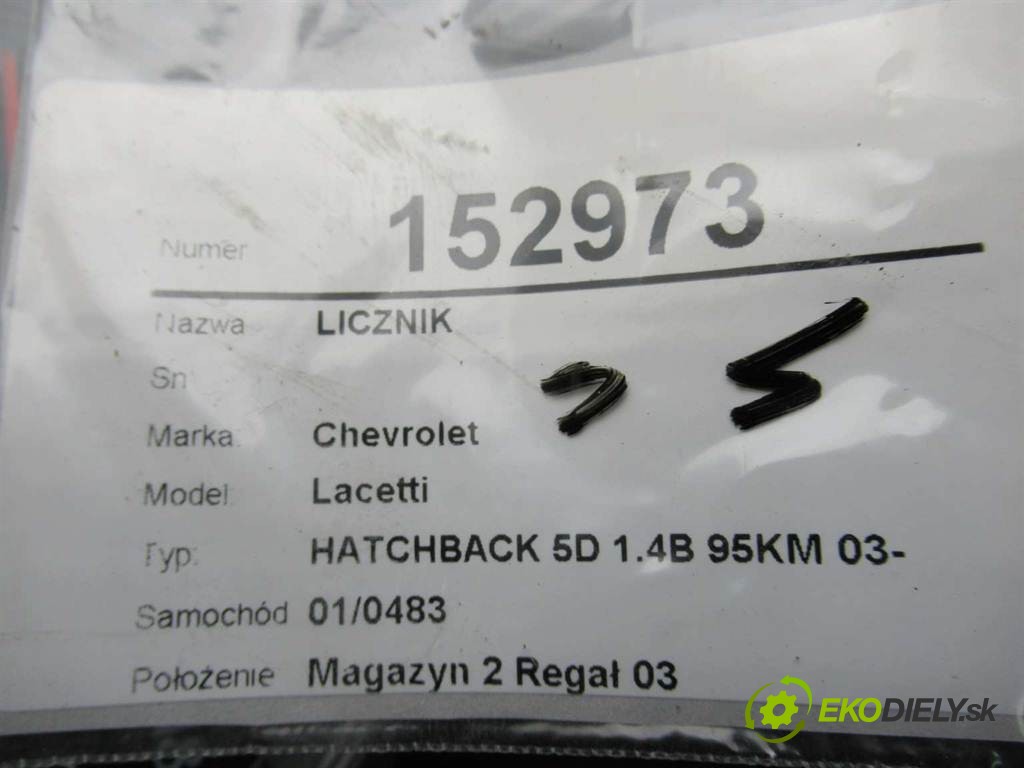 Numer 152973
Nazwa LICZNIK
Sn
Marka: Chevrolet
Model: Lacetti
Typ: HATCHBACK 5D 1.4B 95KM 03-
Samochód 01/0483
Położenie Magazyn 2 Regał 03
EKODIELY.sk